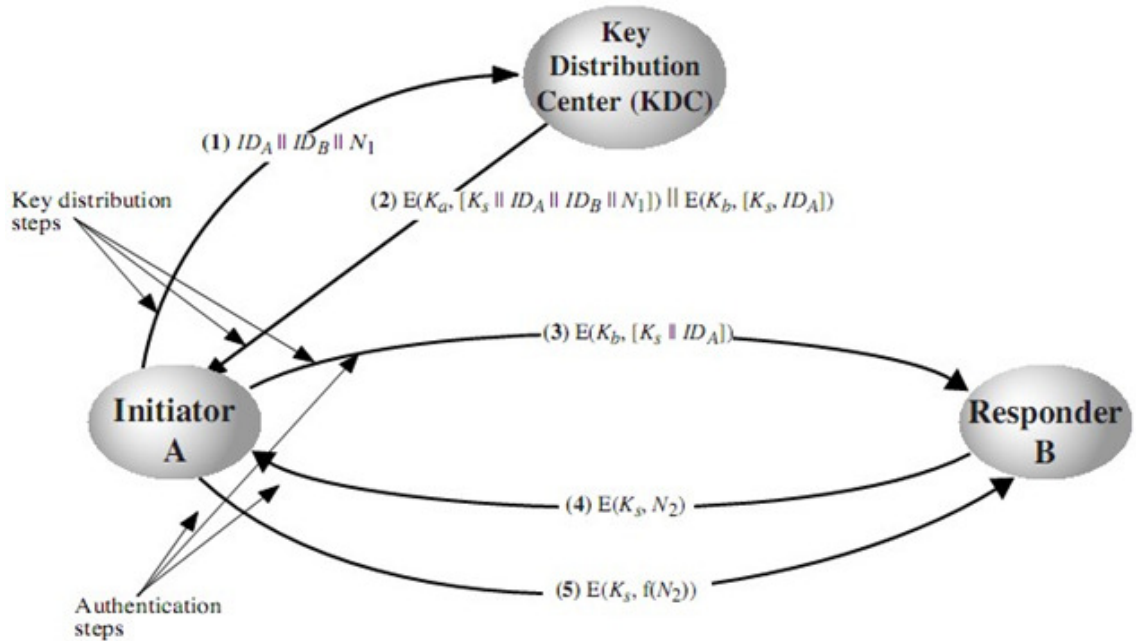 Key
Distribution
Center (KDC)
(1) ID_A || ID_B || N_1
Key distribution
steps
(2) E(K_a, [K_s || ID_A || ID_B || N_1]) || E(K_b, [K_s, ID_A])
(3) E(K_b, [K_s || ID_A])
Initiator
A
Responder
B
(4) E(K_s, N_2)
(5) E(K_s, f(N_2))
Authentication
steps